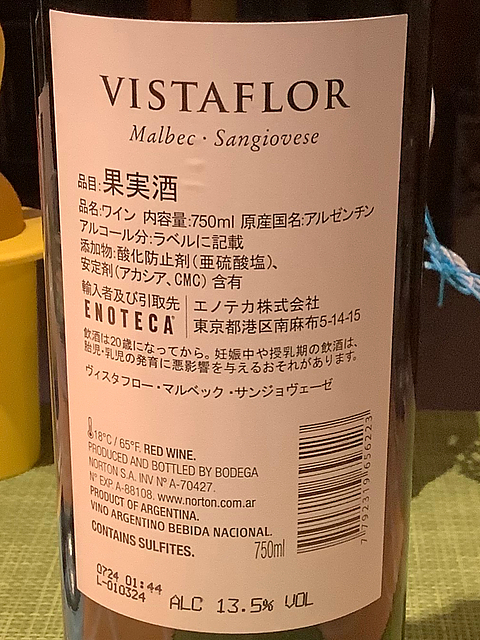 VISTAFLOR
Malbec · Sangiovese
品目:果実酒
品名:ワイン 内容量:750ml 原産国名:アルゼンチン
アルコール分:ラベルに記載
添加物:酸化防止剤(亜硫酸塩)、
安定剤(アカシア、CMC) 含有
輸入者及び引取先
ENOTECA
エノテカ株式会社
東京都港区南麻布5-14-15
飲酒は20歳になってから。妊娠中や授乳期の飲酒は、
胎児・乳児の発育に悪影響を与えるおそれがあります。
ヴィスタフロー・マルベック・サンジョヴェーゼ
18°C / 65°F. RED WINE.
PRODUCED AND BOTTLED BY BODEGA
NORTON S.A. INV Nº A-70427.
Nº EXP. A-88108. www.norton.com.ar
PRODUCT OF ARGENTINA.
VINO ARGENTINO BEBIDA NACIONAL.
CONTAINS SULFITES.
750ml
7792319656223
0724 01:44
L-010324
ALC 13.5% VOL